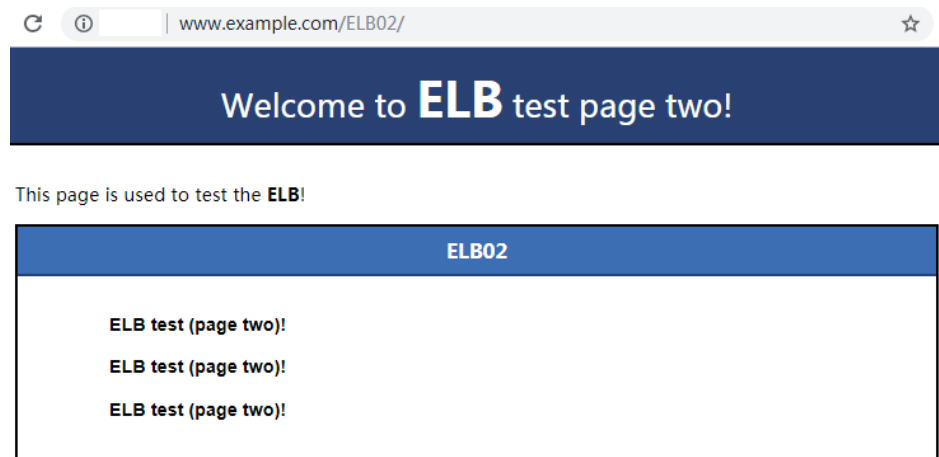 www.example.com/ELB02/
Welcome to ELB test page two!
This page is used to test the ELB!
ELB02
ELB test (page two)!
ELB test (page two)!
ELB test (page two)!